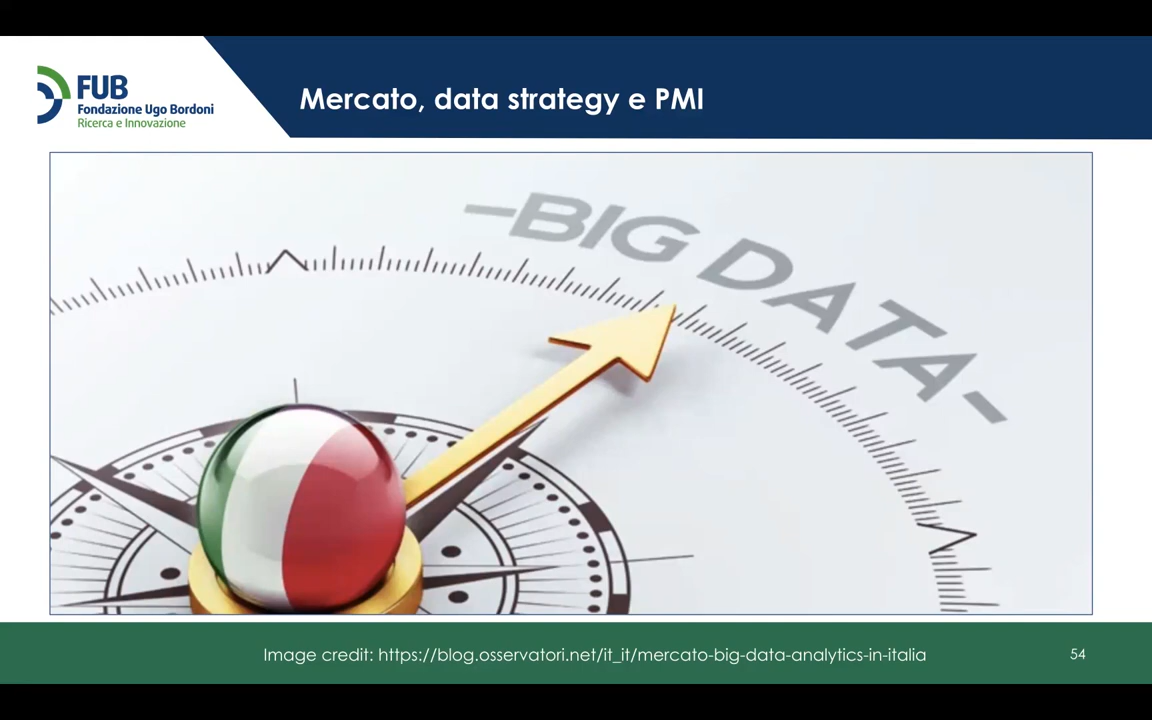 FUB
Fondazione Ugo Bordoni
Ricerca e Innovazione
Mercato, data strategy e PMI
–BIG DATA–
Image credit: https://blog.osservatori.net/it_it/mercato-big-data-analytics-in-italia
54